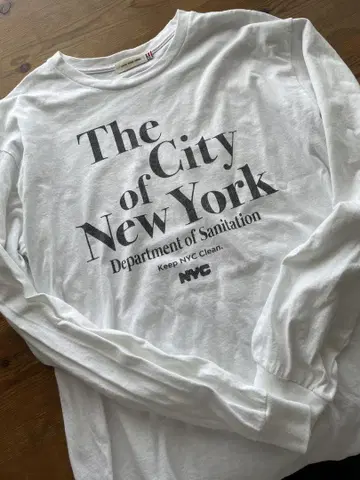 The
City
of
New York
Department of Sanitation
Keep NYC Clean.
NYC